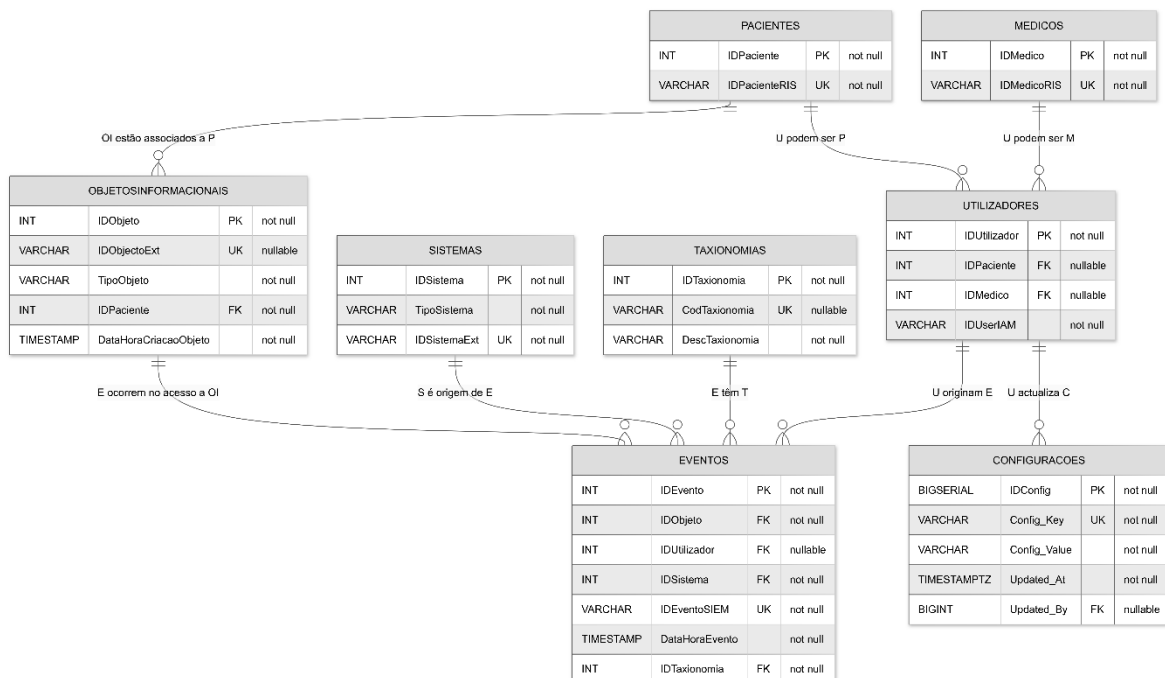 PACIENTES
INT IDPaciente PK not null
VARCHAR IDPacienteRIS UK not null
MEDICOS
INT IDMedico PK not null
VARCHAR IDMedicoRIS UK not null
OI estão associados a P
U podem ser P
U podem ser M
OBJETOSINFORMACIONAIS
INT IDObjeto PK not null
VARCHAR IDObjectoExt UK nullable
VARCHAR TipoObjeto not null
INT IDPaciente FK not null
TIMESTAMP DataHoraCriacaoObjeto not null
SISTEMAS
INT IDSistema PK not null
VARCHAR TipoSistema not null
VARCHAR IDSistemaExt UK not null
TAXIONOMIAS
INT IDTaxionomia PK not null
VARCHAR CodTaxionomia UK nullable
VARCHAR DescTaxionomia not null
UTILIZADORES
INT IDUtilizador PK not null
INT IDPaciente FK nullable
INT IDMedico FK nullable
VARCHAR IDUserIAM not null
E ocorrem no acesso a OI
S é origem de E
E têm T
U originam E
U actualiza C
EVENTOS
INT IDEvento PK not null
INT IDObjeto FK not null
INT IDUtilizador FK nullable
INT IDSistema FK not null
VARCHAR IDEventoSIEM UK not null
TIMESTAMP DataHoraEvento not null
INT IDTaxionomia FK not null
CONFIGURACOES
BIGSERIAL IDConfig PK not null
VARCHAR Config_Key UK not null
VARCHAR Config_Value not null
TIMESTAMPTZ Updated_At not null
BIGINT Updated_By FK nullable